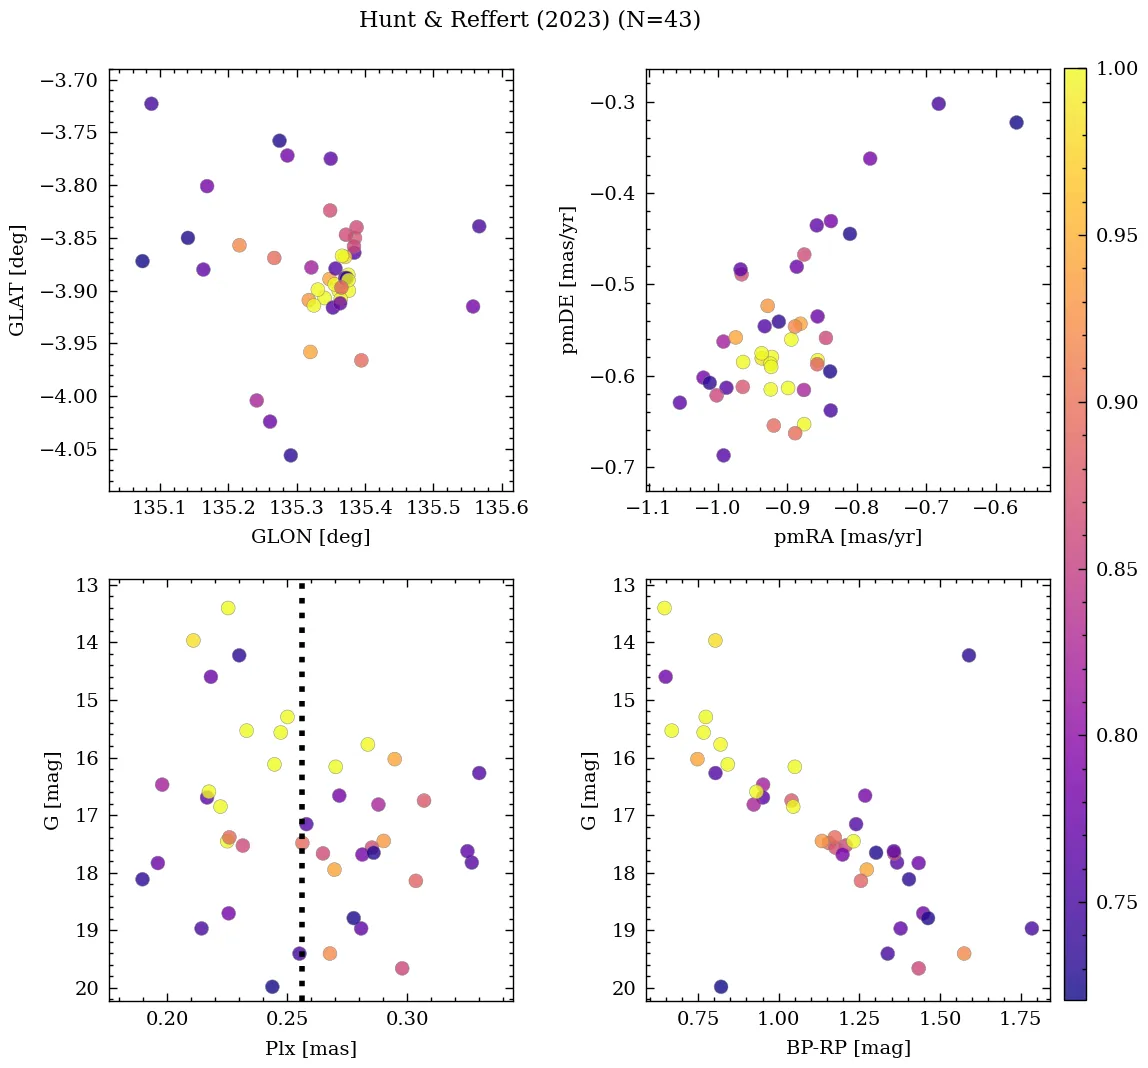 Hunt & Reffert (2023) (N=43)
−3.70
−3.75
−3.80
−3.85
−3.90
−3.95
−4.00
−4.05
GLAT [deg]
135.1 135.2 135.3 135.4 135.5 135.6
GLON [deg]
−0.3
−0.4
−0.5
−0.6
−0.7
pmDE [mas/yr]
−1.1 −1.0 −0.9 −0.8 −0.7 −0.6
pmRA [mas/yr]
1.00
0.95
0.90
0.85
0.80
0.75
13
14
15
16
17
18
19
20
G [mag]
0.20 0.25 0.30
Plx [mas]
13
14
15
16
17
18
19
20
G [mag]
0.75 1.00 1.25 1.50 1.75
BP-RP [mag]